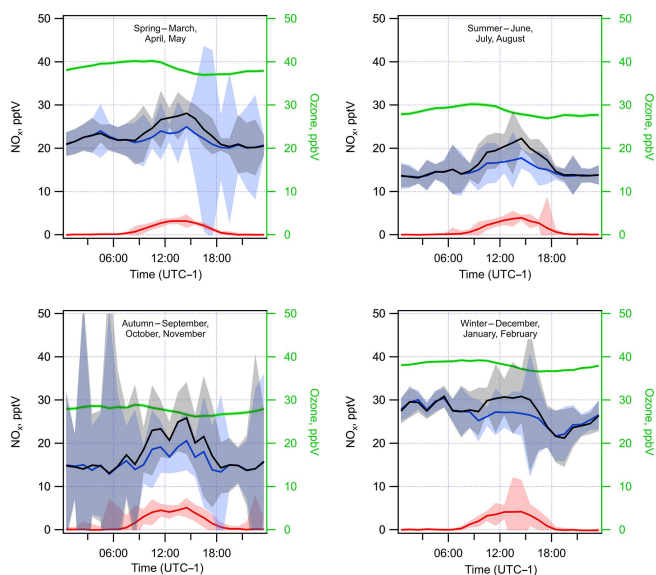 Spring–March,
April, May
50
40
30
20
10
0
NOx, pptV
50
40
30
20
10
0
Ozone, ppbV
06:00 12:00 18:00
Time (UTC–1)
Summer–June,
July, August
50
40
30
20
10
0
NOx, pptV
50
40
30
20
10
0
Ozone, ppbV
06:00 12:00 18:00
Time (UTC–1)
Autumn–September,
October, November
50
40
30
20
10
0
NOx, pptV
50
40
30
20
10
0
Ozone, ppbV
06:00 12:00 18:00
Time (UTC–1)
Winter–December,
January, February
50
40
30
20
10
0
NOx, pptV
50
40
30
20
10
0
Ozone, ppbV
06:00 12:00 18:00
Time (UTC–1)